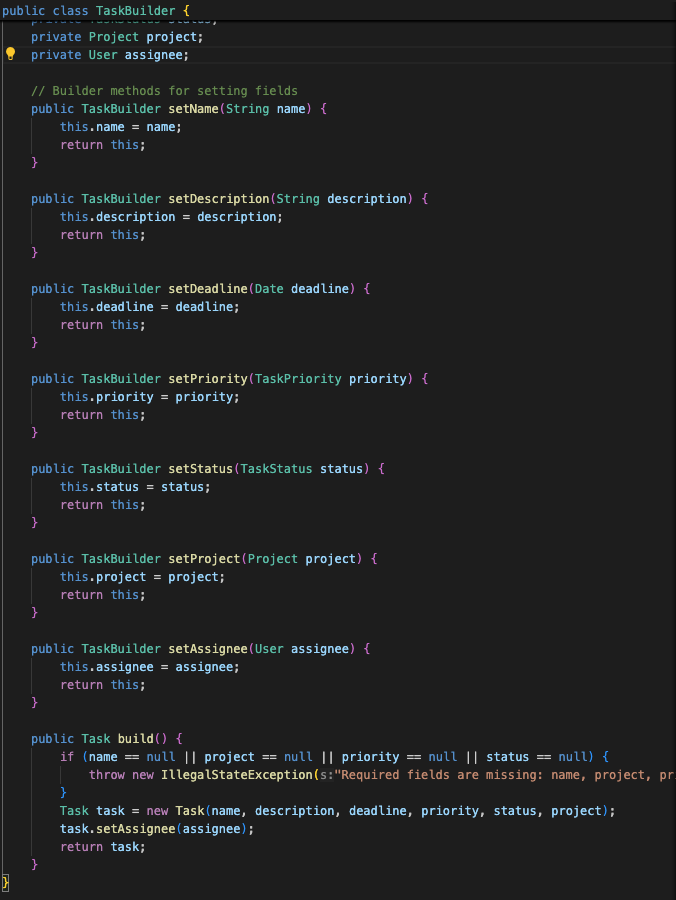 public class TaskBuilder {
    private TaskStatus status;
    private Project project;
    private User assignee;

    // Builder methods for setting fields
    public TaskBuilder setName(String name) {
        this.name = name;
        return this;
    }

    public TaskBuilder setDescription(String description) {
        this.description = description;
        return this;
    }

    public TaskBuilder setDeadline(Date deadline) {
        this.deadline = deadline;
        return this;
    }

    public TaskBuilder setPriority(TaskPriority priority) {
        this.priority = priority;
        return this;
    }

    public TaskBuilder setStatus(TaskStatus status) {
        this.status = status;
        return this;
    }

    public TaskBuilder setProject(Project project) {
        this.project = project;
        return this;
    }

    public TaskBuilder setAssignee(User assignee) {
        this.assignee = assignee;
        return this;
    }

    public Task build() {
        if (name == null || project == null || priority == null || status == null) {
            throw new IllegalStateException(s:"Required fields are missing: name, project, pri
        }
        Task task = new Task(name, description, deadline, priority, status, project);
        task.setAssignee(assignee);
        return task;
    }
}